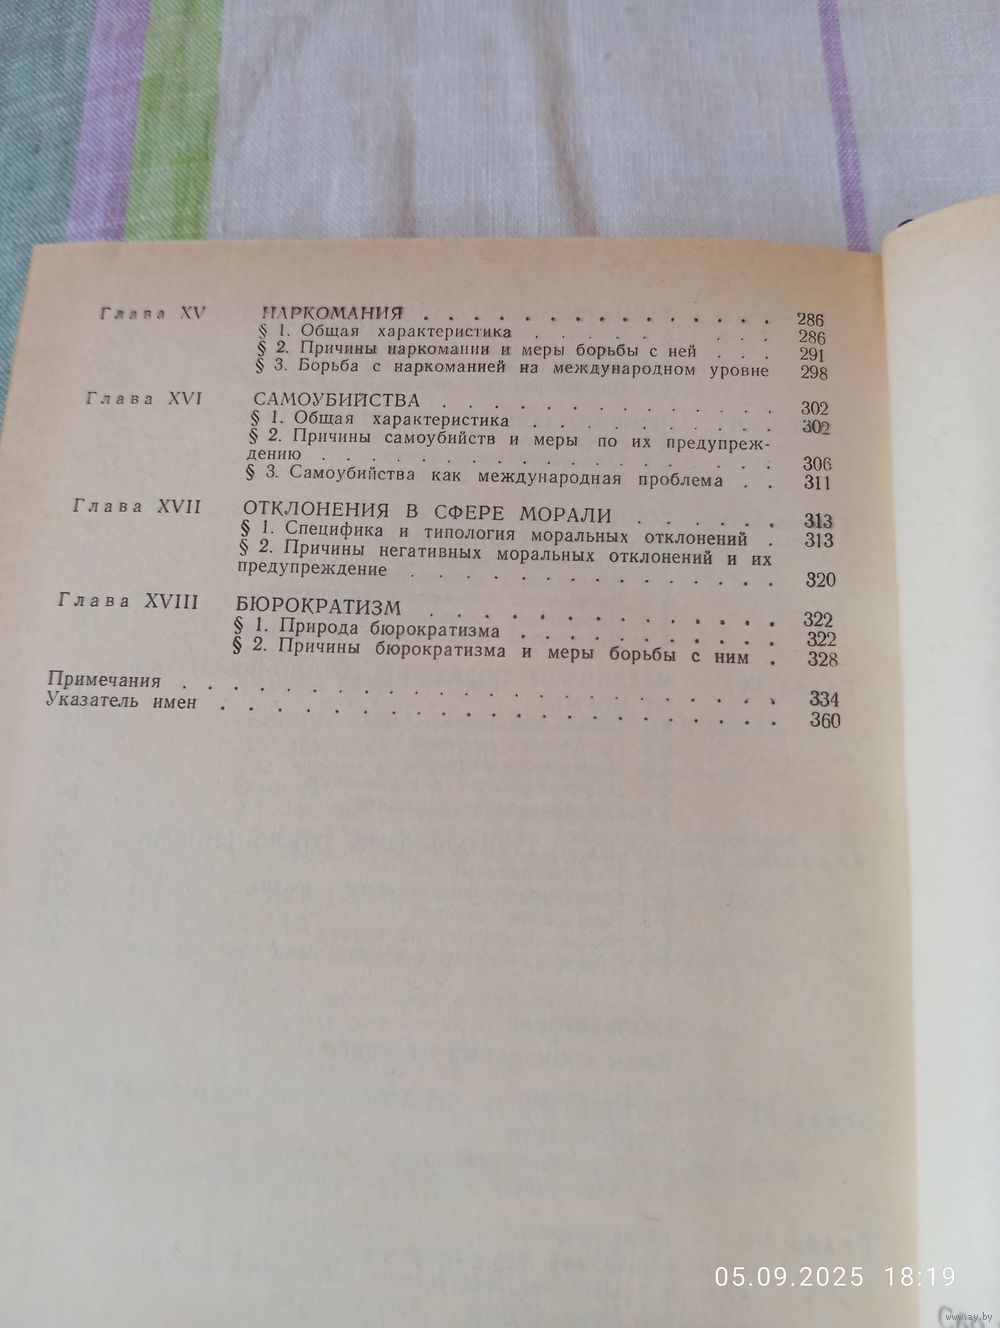 Глава XV НАРКОМАНИЯ . . . . . . . . . . . . . . . 286
§ 1. Общая характеристика . . . . . . . . 286
§ 2. Причины наркомании и меры борьбы с ней . . . 291
§ 3. Борьба с наркоманией на международном уровне 298
Глава XVI САМОУБИЙСТВА . . . . . . . . . . . . . . 302
§ 1. Общая характеристика . . . . . . . . . . 302
§ 2. Причины самоубийств и меры по их предупреж-
дению . . . . . . . . . . . . . . . 306
§ 3. Самоубийства как международная проблема . . 311
Глава XVII ОТКЛОНЕНИЯ В СФЕРЕ МОРАЛИ . . . . . . 313
§ 1. Специфика и типология моральных отклонений . 313
§ 2. Причины негативных моральных отклонений и их
предупреждение . . . . . . . . . . . . . . 320
Глава XVIII БЮРОКРАТИЗМ . . . . . . . . . . . . . 322
§ 1. Природа бюрократизма . . . . . . . . . . . 322
§ 2. Причины бюрократизма и меры борьбы с ним . 328
Примечания . . . . . . . . . . . . . . . . . . . . . . . 334
Указатель имен . . . . . . . . . . . . . . . . . . . . 360
05.09.2025 18:19
www.ay.by